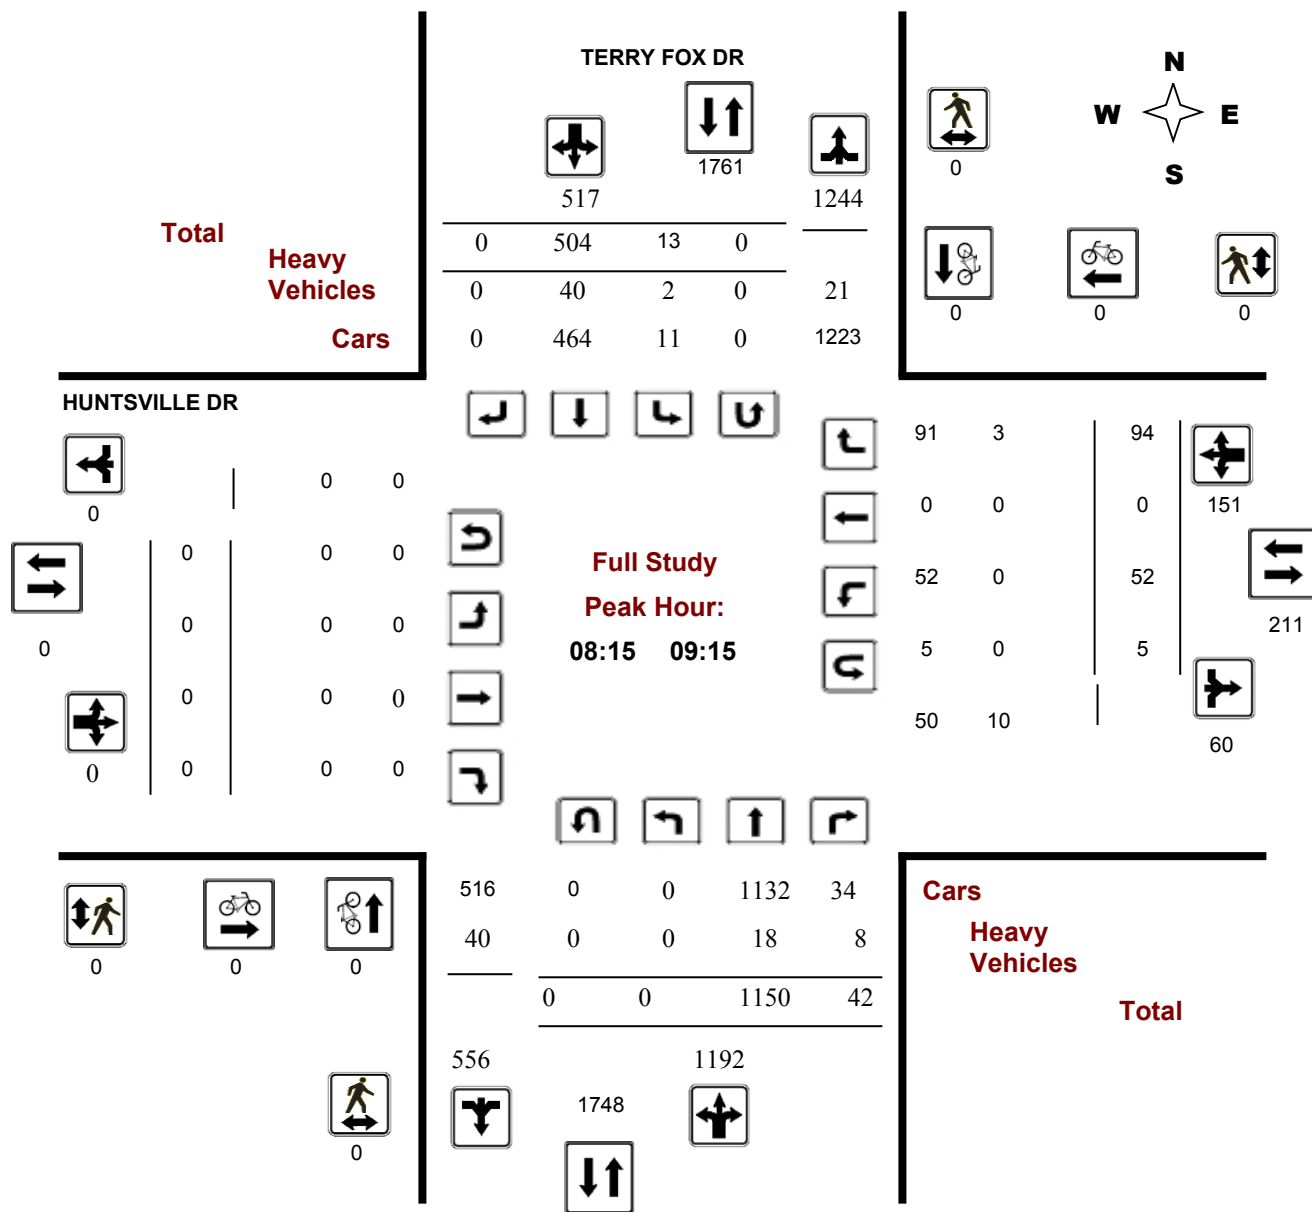 TERRY FOX DR
N
W E
S
1761
0
517 1244
Total
0 504 13 0
Heavy
Vehicles
0 40 2 0 21
0 0 0
Cars
0 464 11 0 1223
HUNTSVILLE DR
91 3 94
0 0
0
0 0 0 151
0 0 0
Full Study
52 0 52
Peak Hour:
0 0 0
211
0
08:15 09:15
5 0 5
0 0 0
50 10
60
0
0 0 0
516 0 0 1132 34
Cars
40 0 0 18 8
Heavy
Vehicles
0 0 0
0 0 1150 42
Total
556 1192
1748
0